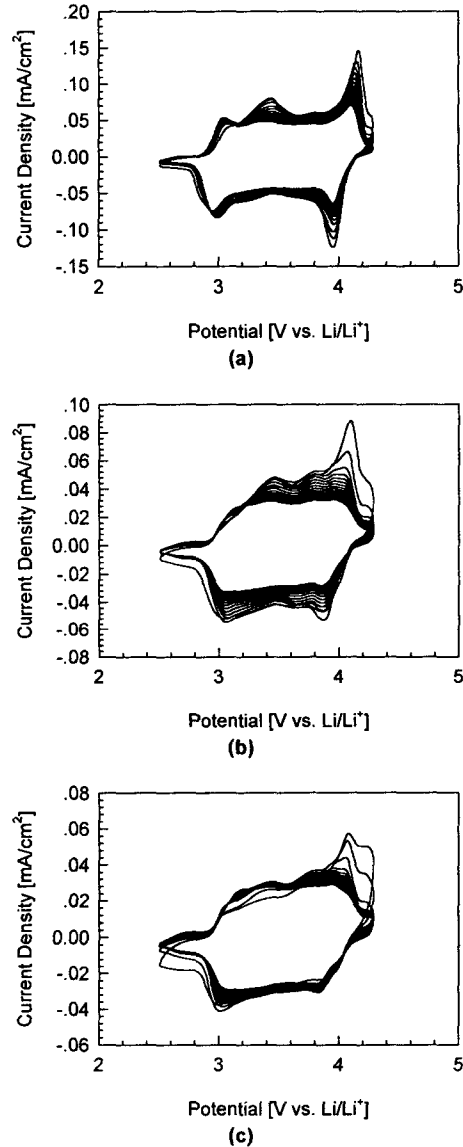 .20
.15
.10
.05
0.00
-.05
-.10
-.15
Current Density [mA/cm²]
2 3 4 5
Potential [V vs. Li/Li⁺]
(a)
.10
.08
.06
.04
.02
0.00
-.02
-.04
-.06
-.08
Current Density [mA/cm²]
2 3 4 5
Potential [V vs. Li/Li⁺]
(b)
.08
.06
.04
.02
0.00
-.02
-.04
-.06
Current Density [mA/cm²]
2 3 4 5
Potential [V vs. Li/Li⁺]
(c)